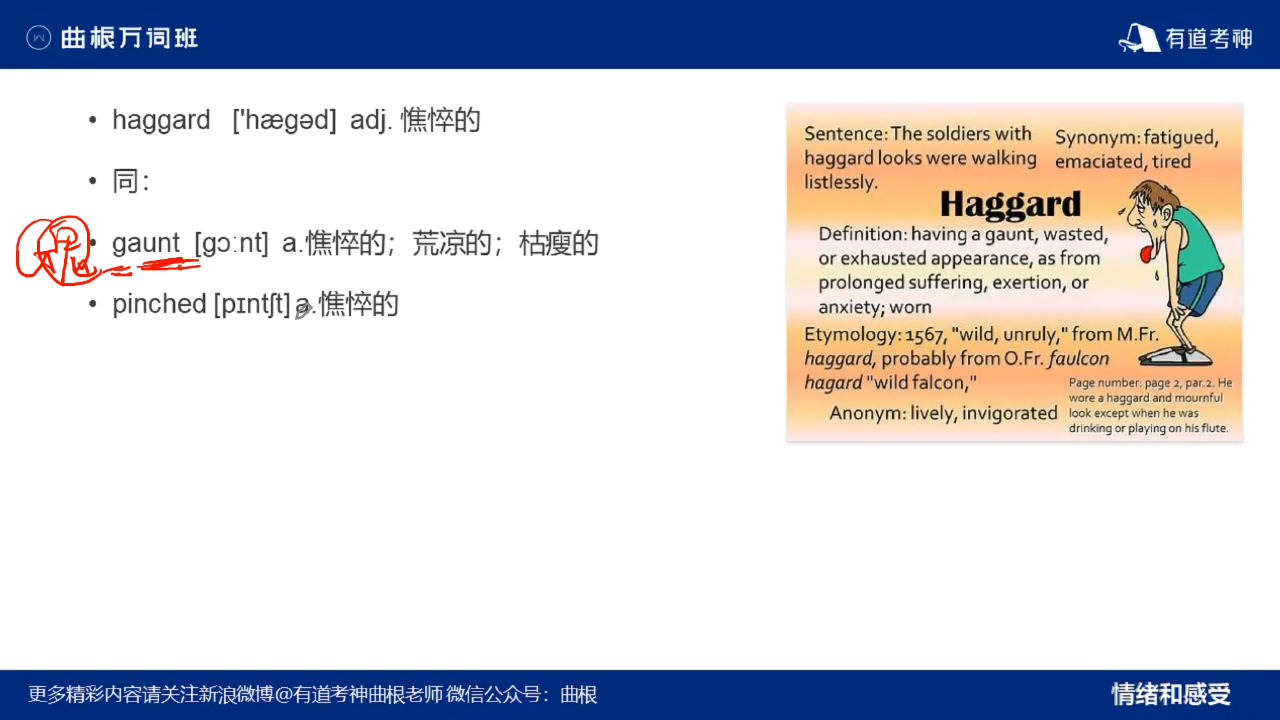 曲根万词班
有道考神
• haggard ['hægəd] adj. 憔悴的
• 同：
• gaunt [gɔːnt] a.憔悴的；荒凉的；枯瘦的
• pinched [pɪntʃt] a.憔悴的
Sentence: The soldiers with
haggard looks were walking
listlessly.
Synonym: fatigued,
emaciated, tired
Haggard
Definition: having a gaunt, wasted,
or exhausted appearance, as from
prolonged suffering, exertion, or
anxiety; worn
Etymology: 1567, "wild, unruly," from M.Fr.
haggard, probably from O.Fr. faulcon
hagard "wild falcon,"
Anonym: lively, invigorated
Page number: page 2, par.2. He
wore a haggard and mournful
look except when he was
drinking or playing on his flute.
更多精彩内容请关注新浪微博@有道考神曲根老师 微信公众号：曲根
情绪和感受